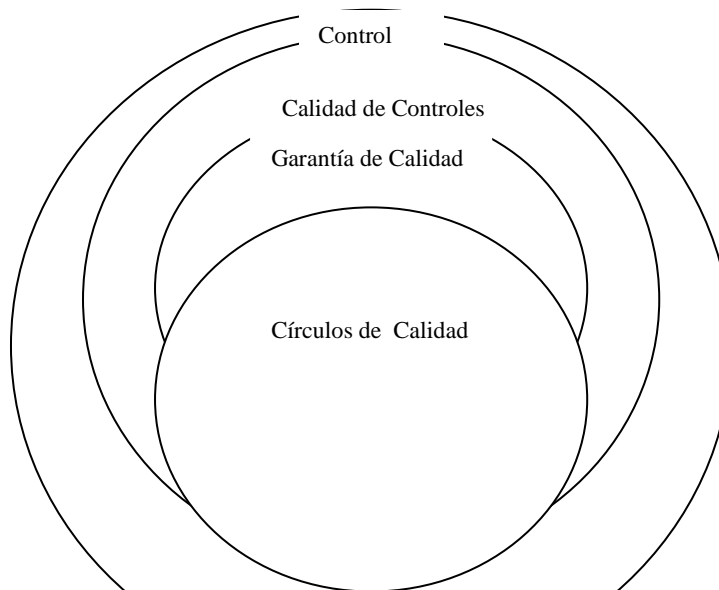 Control
Calidad de Controles
Garantía de Calidad
Círculos de  Calidad